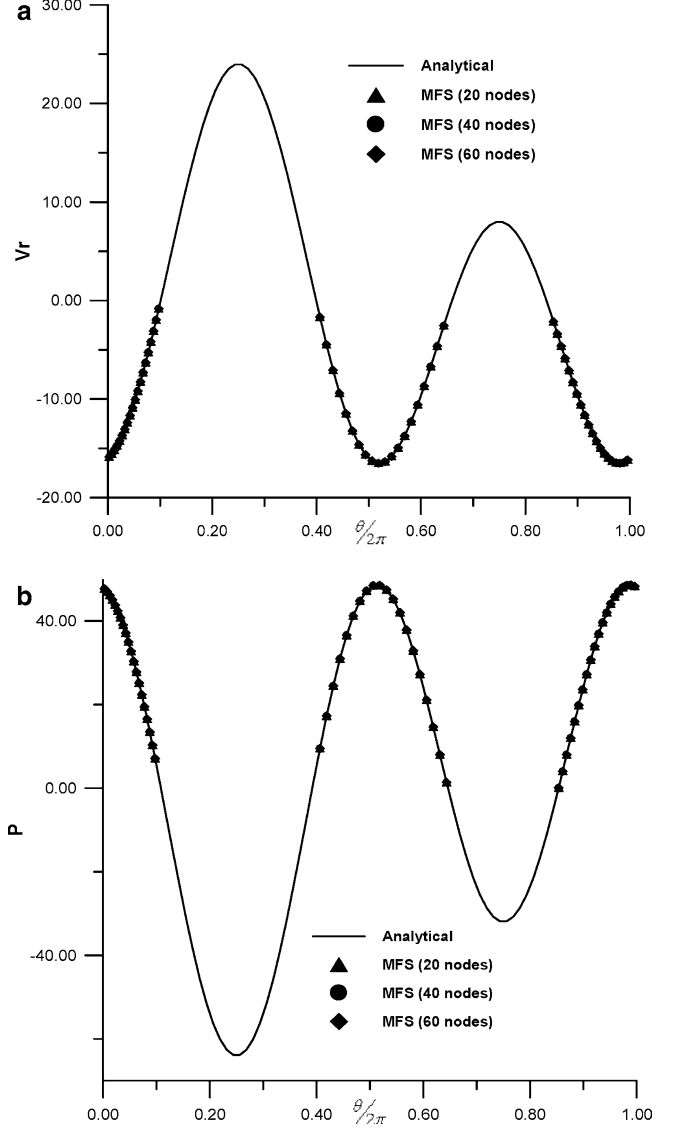 a
30.00
20.00
10.00
0.00
-10.00
-20.00
Vr
Analytical
MFS (20 nodes)
MFS (40 nodes)
MFS (60 nodes)
0.00 0.20 0.40 θ/2π 0.60 0.80 1.00
b
40.00
0.00
-40.00
P
Analytical
MFS (20 nodes)
MFS (40 nodes)
MFS (60 nodes)
0.00 0.20 0.40 θ/2π 0.60 0.80 1.00